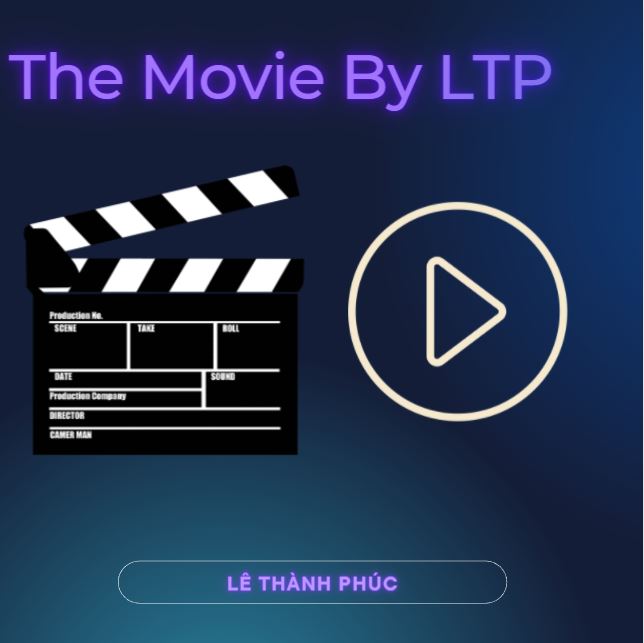 The Movie By LTP
Production No.
SCENE TAKE ROLL
DATE SOUND
Production Company
DIRECTOR
CAMER MAN
LÊ THÀNH PHÚC